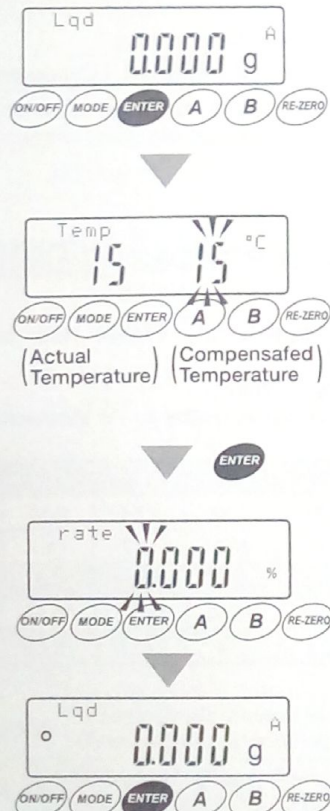 Lqd
A
0.000 g
ON/OFF MODE ENTER A B RE-ZERO
Temp
15 15 °C
ON/OFF MODE ENTER A B RE-ZERO
(Actual Temperature) (Compensafed Temperature)
ENTER
rate
0.000 %
ON/OFF MODE ENTER A B RE-ZERO
Lqd
A
0.000 g
ON/OFF MODE ENTER A B RE-ZERO